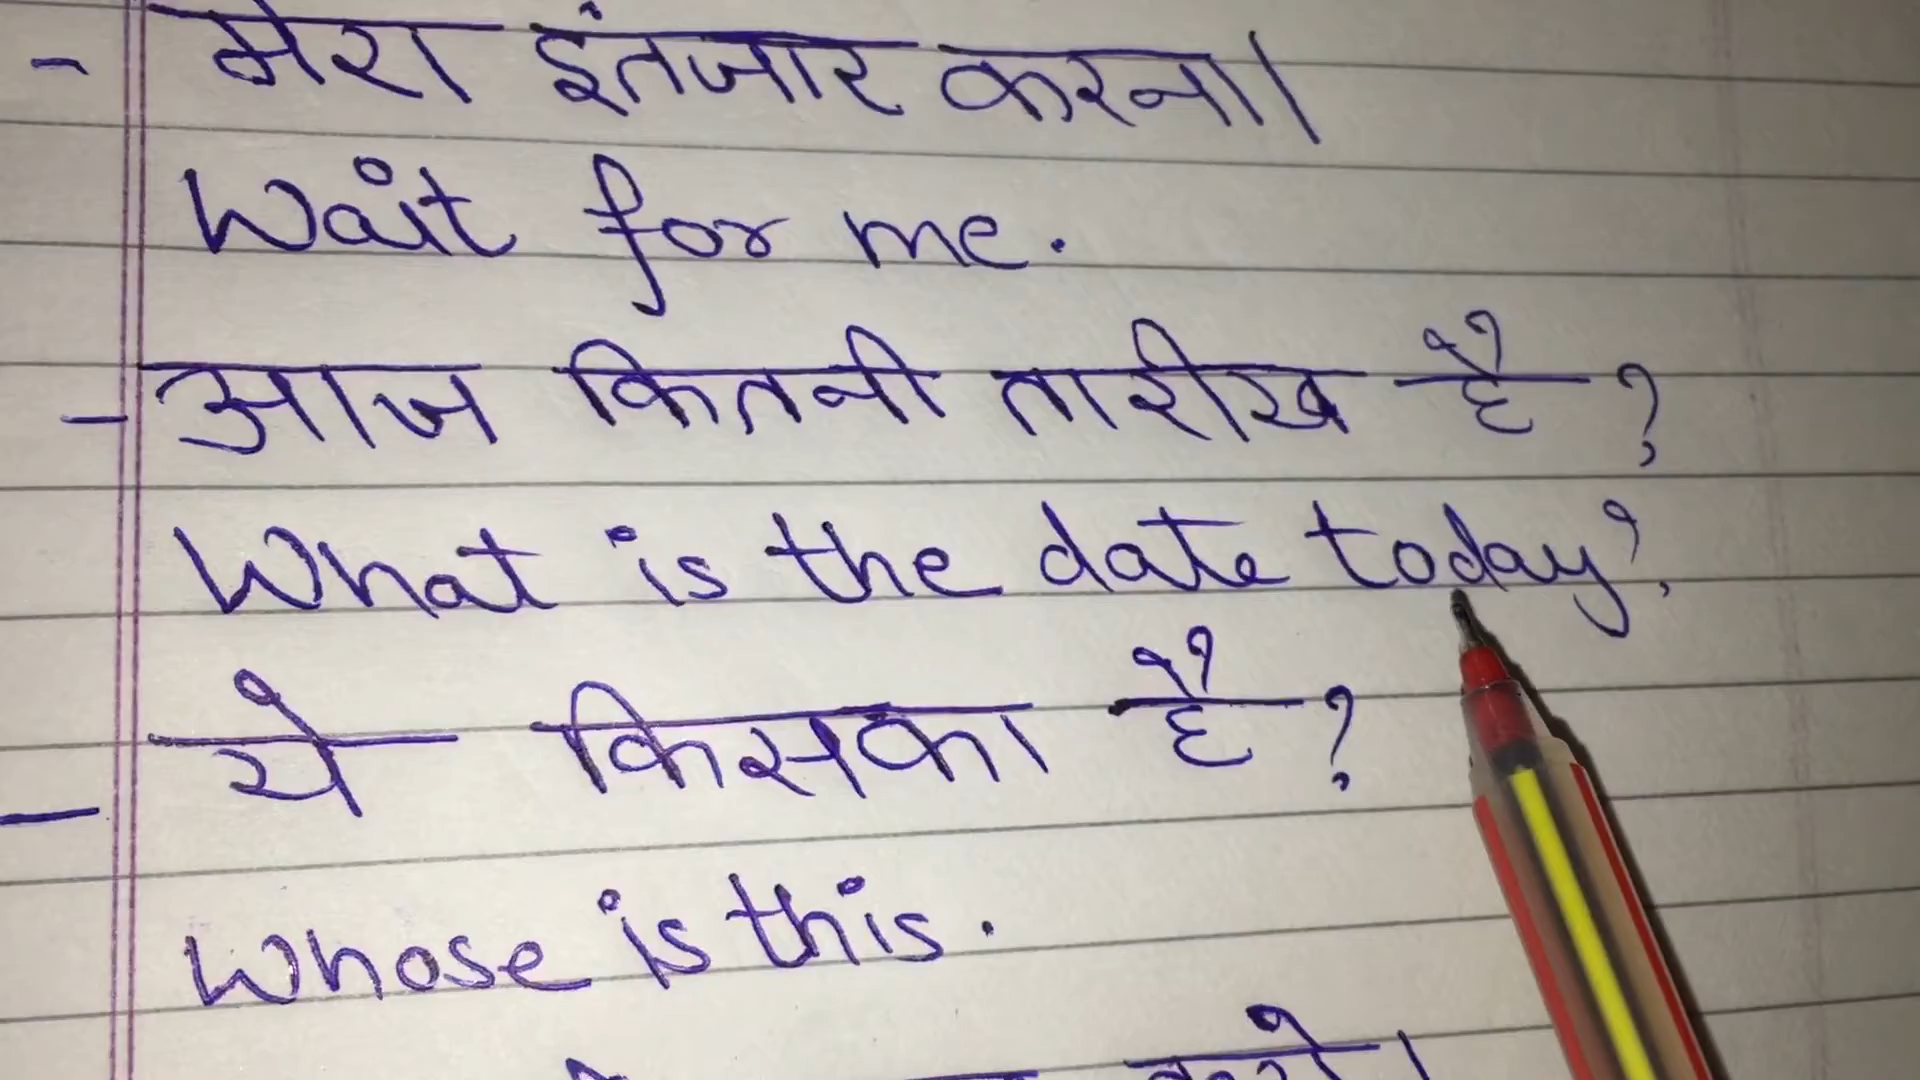 - मेरा इंतजार करना।
Wait for me.
- आज कितनी तारीख है ?
What is the date today?
- ये किसका है ?
Whose is this.